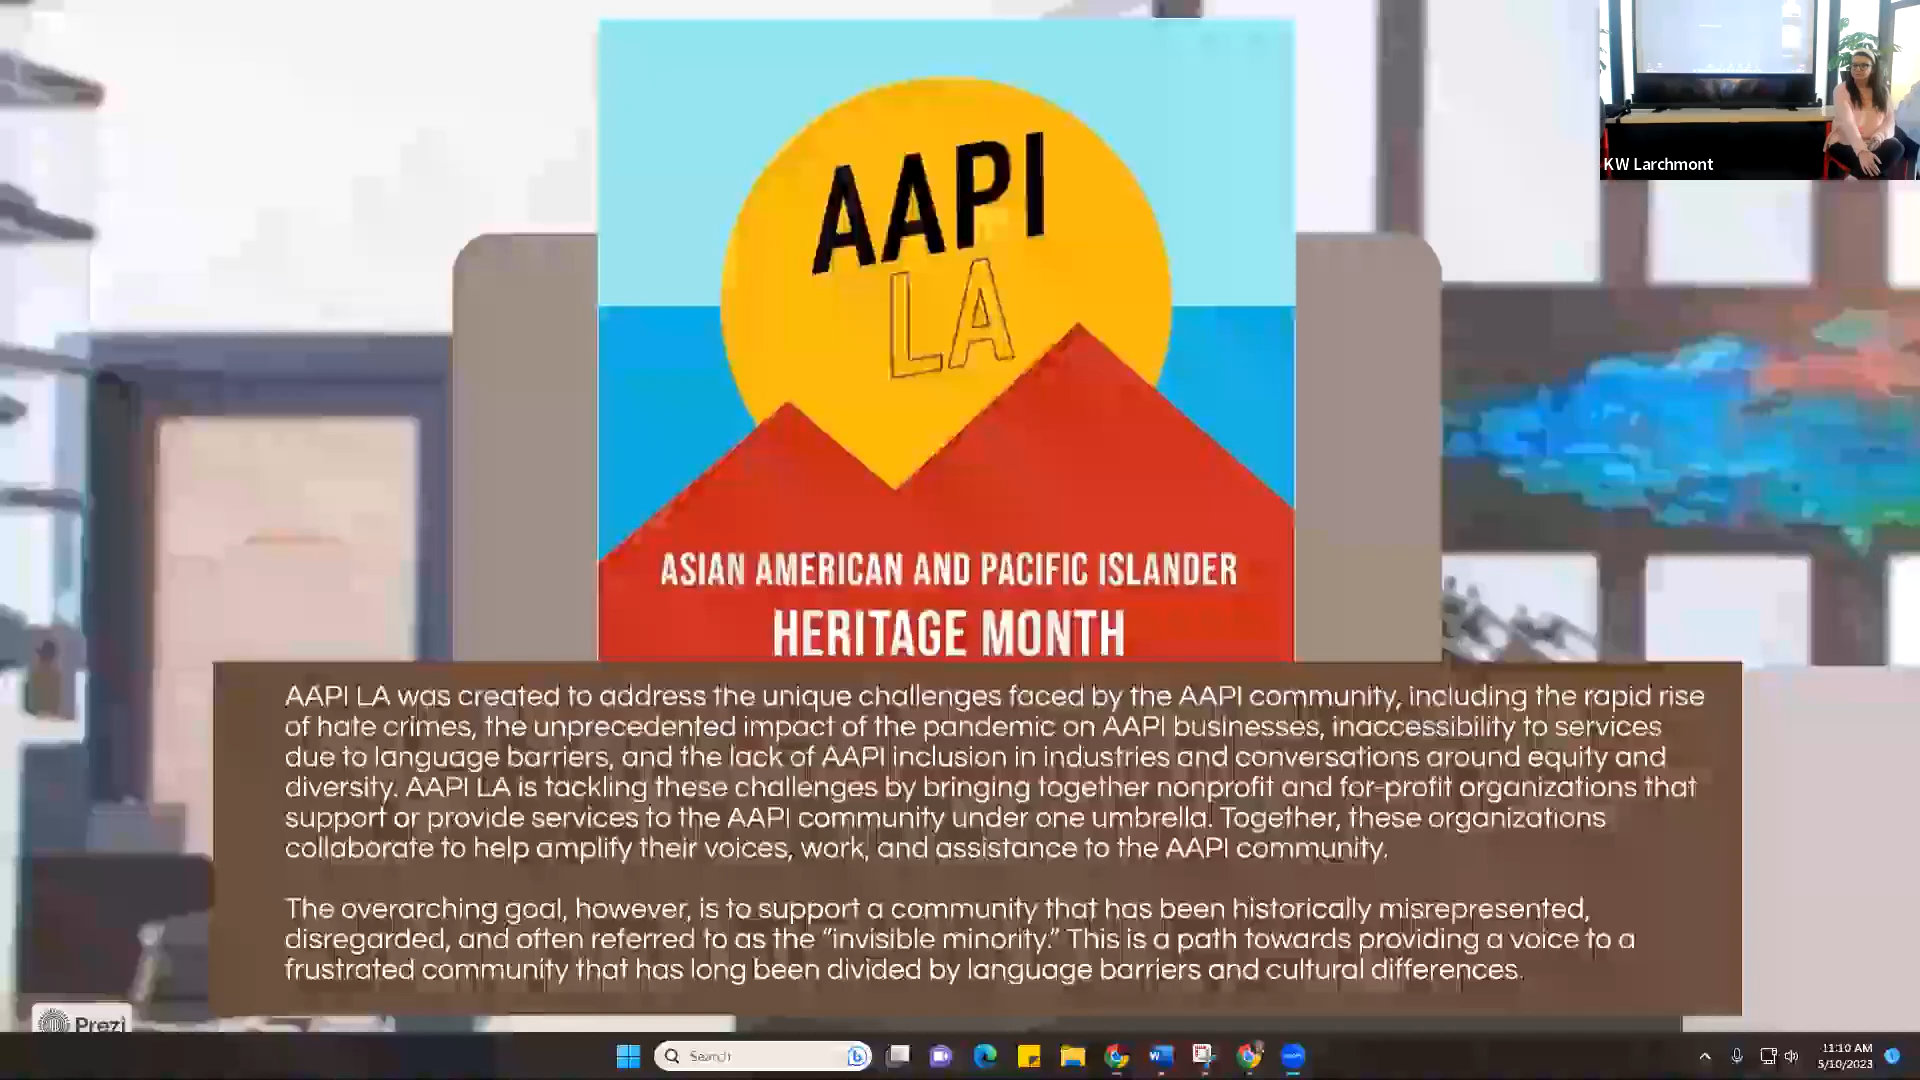 AAPI
LA
ASIAN AMERICAN AND PACIFIC ISLANDER
HERITAGE MONTH
KW Larchmont
AAPI LA was created to address the unique challenges faced by the AAPI community, including the rapid rise
of hate crimes, the unprecedented impact of the pandemic on AAPI businesses, inaccessibility to services
due to language barriers, and the lack of AAPI inclusion in industries and conversations around equity and
diversity. AAPI LA is tackling these challenges by bringing together nonprofit and for-profit organizations that
support or provide services to the AAPI community under one umbrella. Together, these organizations
collaborate to help amplify their voices, work, and assistance to the AAPI community.
The overarching goal, however, is to support a community that has been historically misrepresented,
disregarded, and often referred to as the “invisible minority.” This is a path towards providing a voice to a
frustrated community that has long been divided by language barriers and cultural differences.
Prezi
Search
11:10 AM
5/10/2023